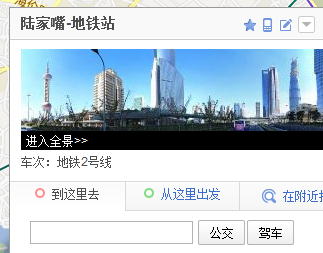 陆家嘴-地铁站
进入全景>>
车次：地铁2号线
到这里去 从这里出发 在附近
公交 驾车